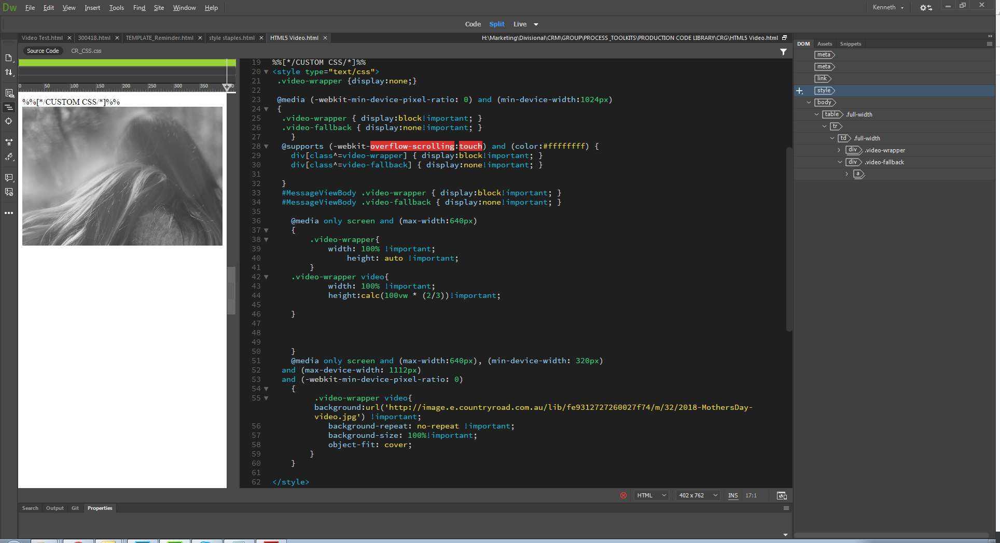 Dw File Edit View Insert Tools Find Site Window Help Kenneth
Code Split Live
Video Test.html × 300418.html × TEMPLATE_Reminder.html × style staples.html × HTML5 Video.html × H:\Marketing\Divisional\CRM\GROUP\PROCESS_TOOLKITS\PRODUCTION CODE LIBRARY\CRG\HTML5 Video.html
Source Code CR_CSS.css
0 50 100 150 200 250 300 350
%%[*/CUSTOM CSS/*]%%
19 %%[*/CUSTOM CSS/*]%%
20 <style type="text/css">
21 .video-wrapper {display:none;}
22
23 @media (-webkit-min-device-pixel-ratio: 0) and (min-device-width:1024px)
24 {
25 .video-wrapper { display:block!important; }
26 .video-fallback { display:none!important; }
27 }
28 @supports (-webkit-overflow-scrolling:touch) and (color:#ffffffff) {
29 div[class^=video-wrapper] { display:block!important; }
30 div[class^=video-fallback] { display:none!important; }
31
32 }
33 #MessageViewBody .video-wrapper { display:block!important; }
34 #MessageViewBody .video-fallback { display:none!important; }
35
36 @media only screen and (max-width:640px)
37 {
38 .video-wrapper{
39 width: 100% !important;
40 height: auto !important;
41 }
42 .video-wrapper video{
43 width: 100% !important;
44 height:calc(100vw * (2/3))!important;
45
46 }
47
48
49
50 }
51 @media only screen and (max-width:640px), (min-device-width: 320px)
52 and (max-device-width: 1112px)
53 and (-webkit-min-device-pixel-ratio: 0)
54 {
55 .video-wrapper video{
background:url('http://image.e.countryroad.com.au/lib/fe9312727260027f74/m/32/2018-MothersDay-
video.jpg') !important;
56 background-repeat: no-repeat !important;
57 background-size: 100%!important;
58 object-fit: cover;
59 }
60 }
61
62 </style>
HTML 402 x 762 INS 17:1
Search Output Git Properties
DOM Assets Snippets
meta
meta
link
style
body
table .full-width
tr
td .full-width
div .video-wrapper
div .video-fallback
a